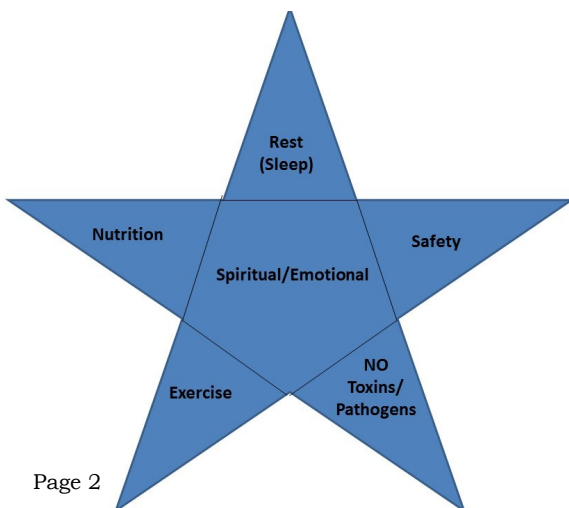 Rest
(Sleep)
Nutrition
Safety
Spiritual/Emotional
Exercise
NO
Toxins/
Pathogens
Page 2